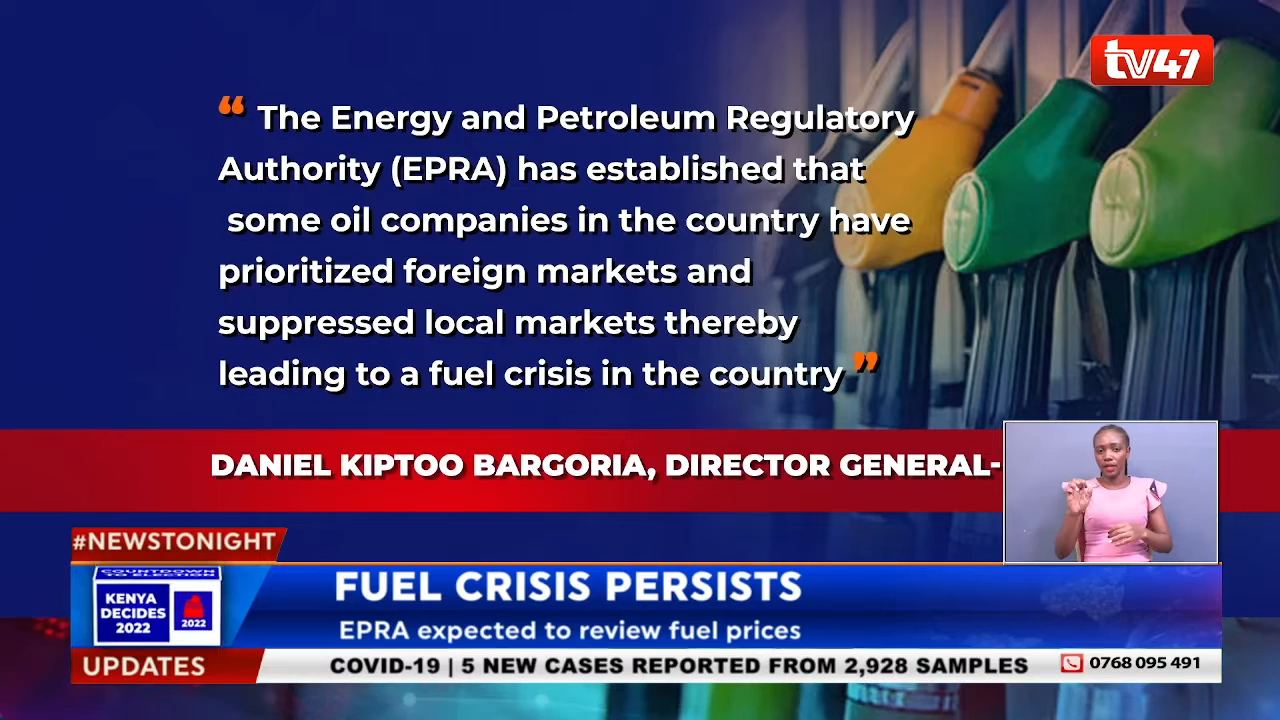 tv47
“ The Energy and Petroleum Regulatory
Authority (EPRA) has established that
some oil companies in the country have
prioritized foreign markets and
suppressed local markets thereby
leading to a fuel crisis in the country ”
DANIEL KIPTOO BARGORIA, DIRECTOR GENERAL-
#NEWSTONIGHT
COUNTDOWN
TO ELECTION
KENYA
DECIDES
2022
2022
FUEL CRISIS PERSISTS
EPRA expected to review fuel prices
UPDATES
COVID-19 | 5 NEW CASES REPORTED FROM 2,928 SAMPLES
0768 095 491